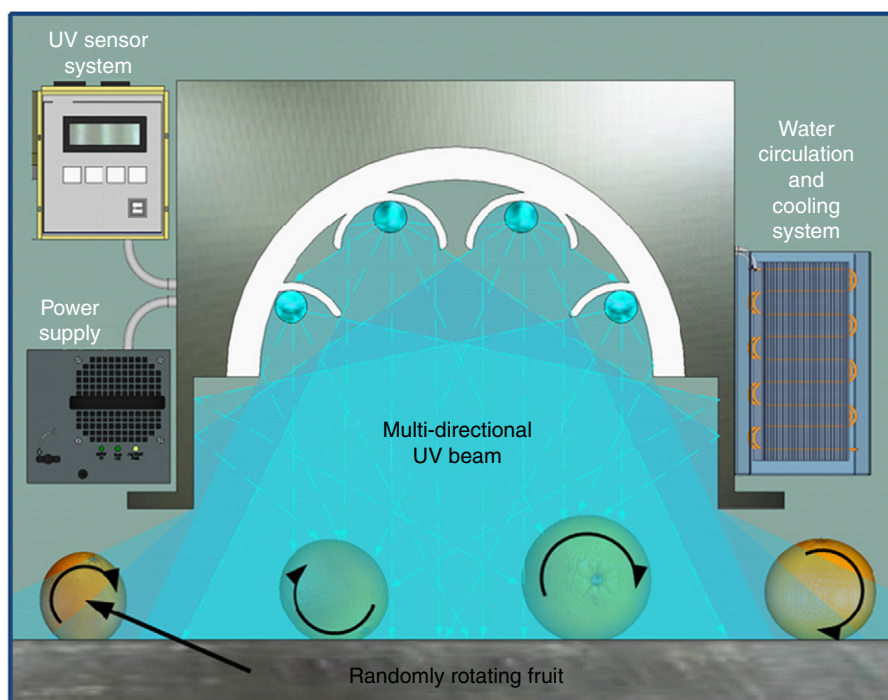 UV sensor
system
Water
circulation
and
cooling
system
Power
supply
Multi-directional
UV beam
Randomly rotating fruit